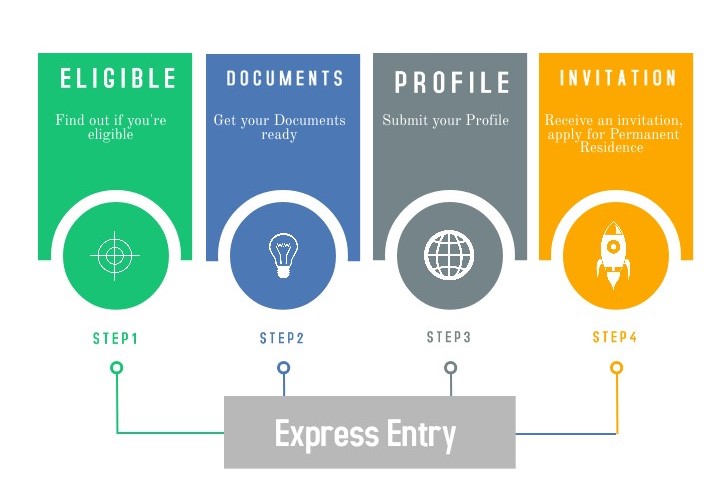 ELIGIBLE
Find out if you're
eligible
DOCUMENTS
Get your Documents
ready
PROFILE
Submit your Profile
INVITATION
Receive an invitation,
apply for Permanent
Residence
STEP1
STEP2
STEP3
STEP4
Express Entry